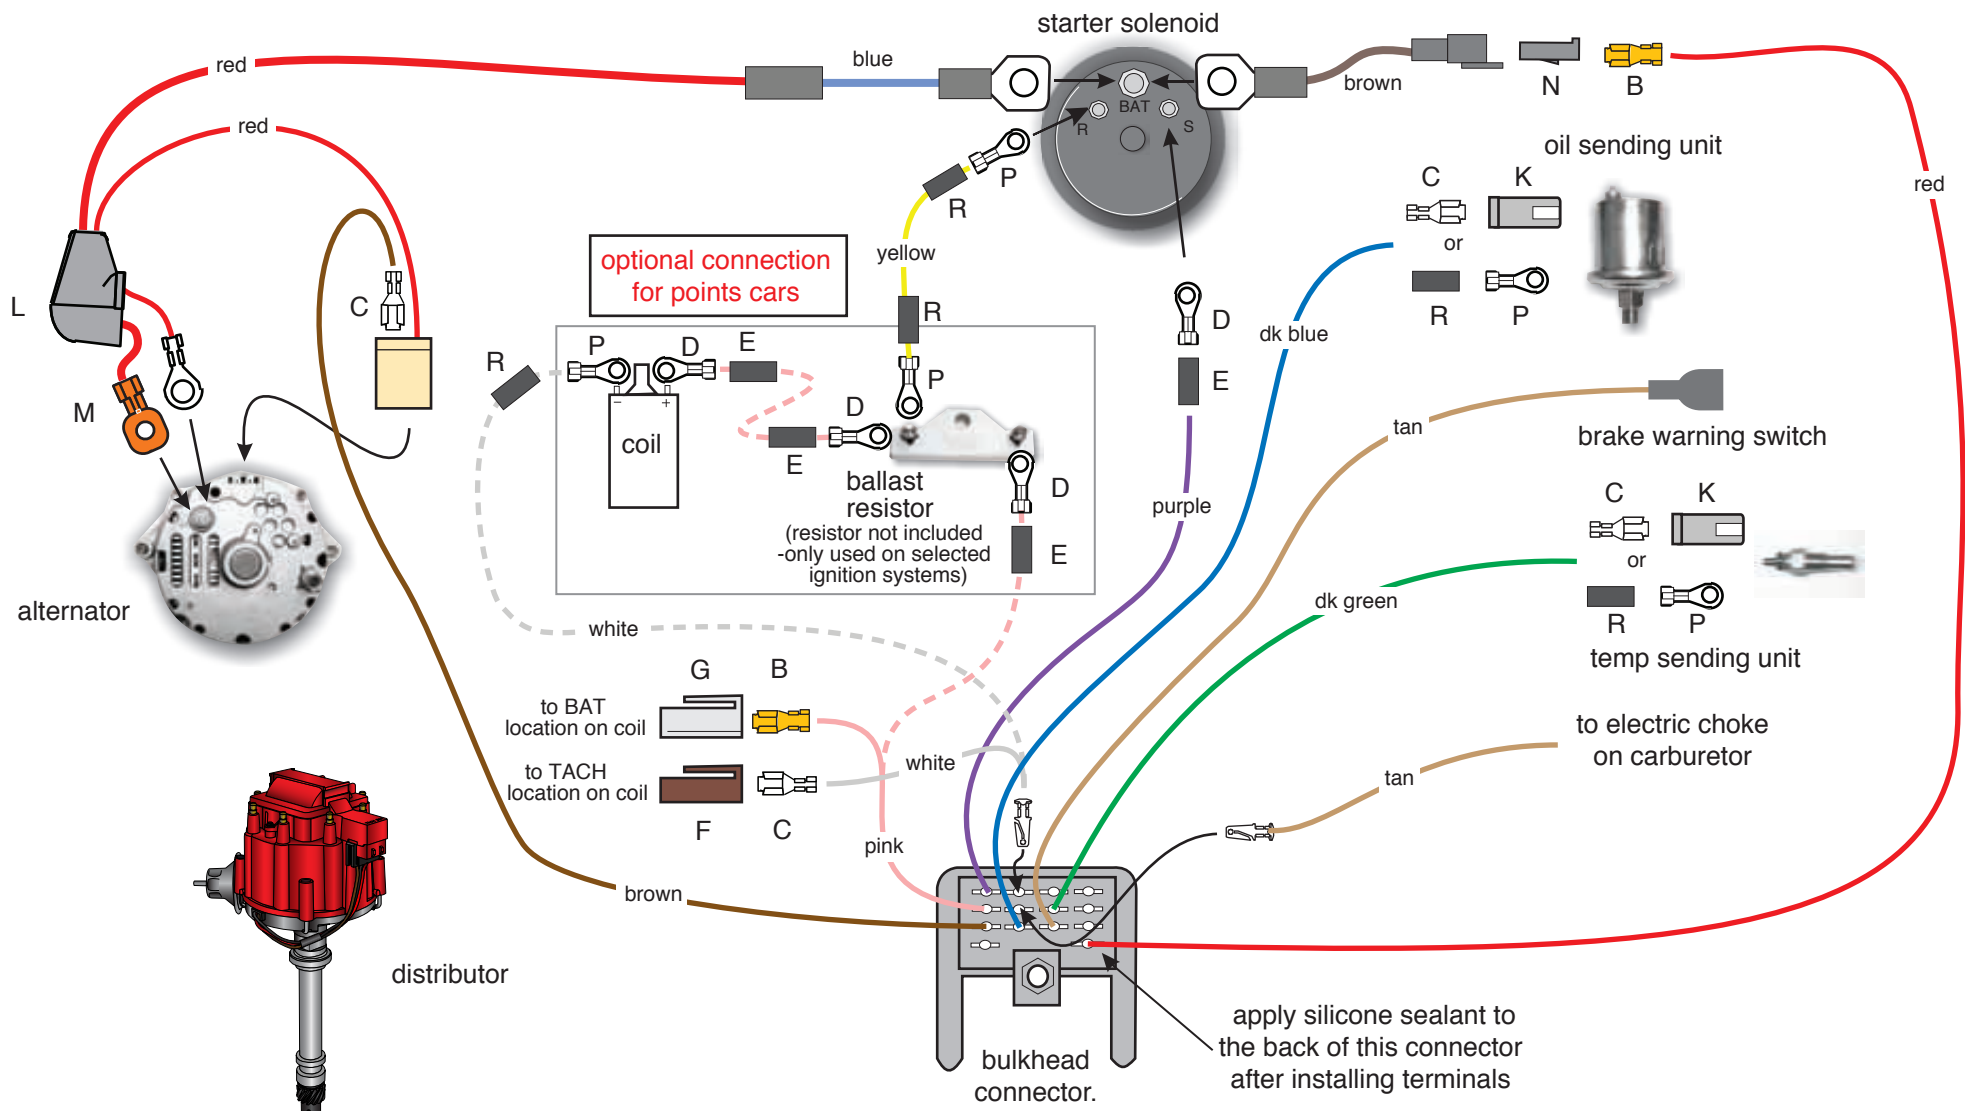 starter solenoid
red
blue
brown
N
B
BAT
R
S
red
P
R
oil sending unit
C
K
or
R
P
red
optional connection
for points cars
yellow
L
C
M
R
P
D
E
R
P
D
E
dk blue
-
+
coil
D
E
ballast
resistor
(resistor not included
-only used on selected
ignition systems)
D
E
tan
brake warning switch
purple
C
K
or
R
P
temp sending unit
alternator
dk green
white
G
B
to BAT
location on coil
to TACH
location on coil
F
C
white
to electric choke
on carburetor
tan
pink
brown
distributor
bulkhead
connector.
apply silicone sealant to
the back of this connector
after installing terminals